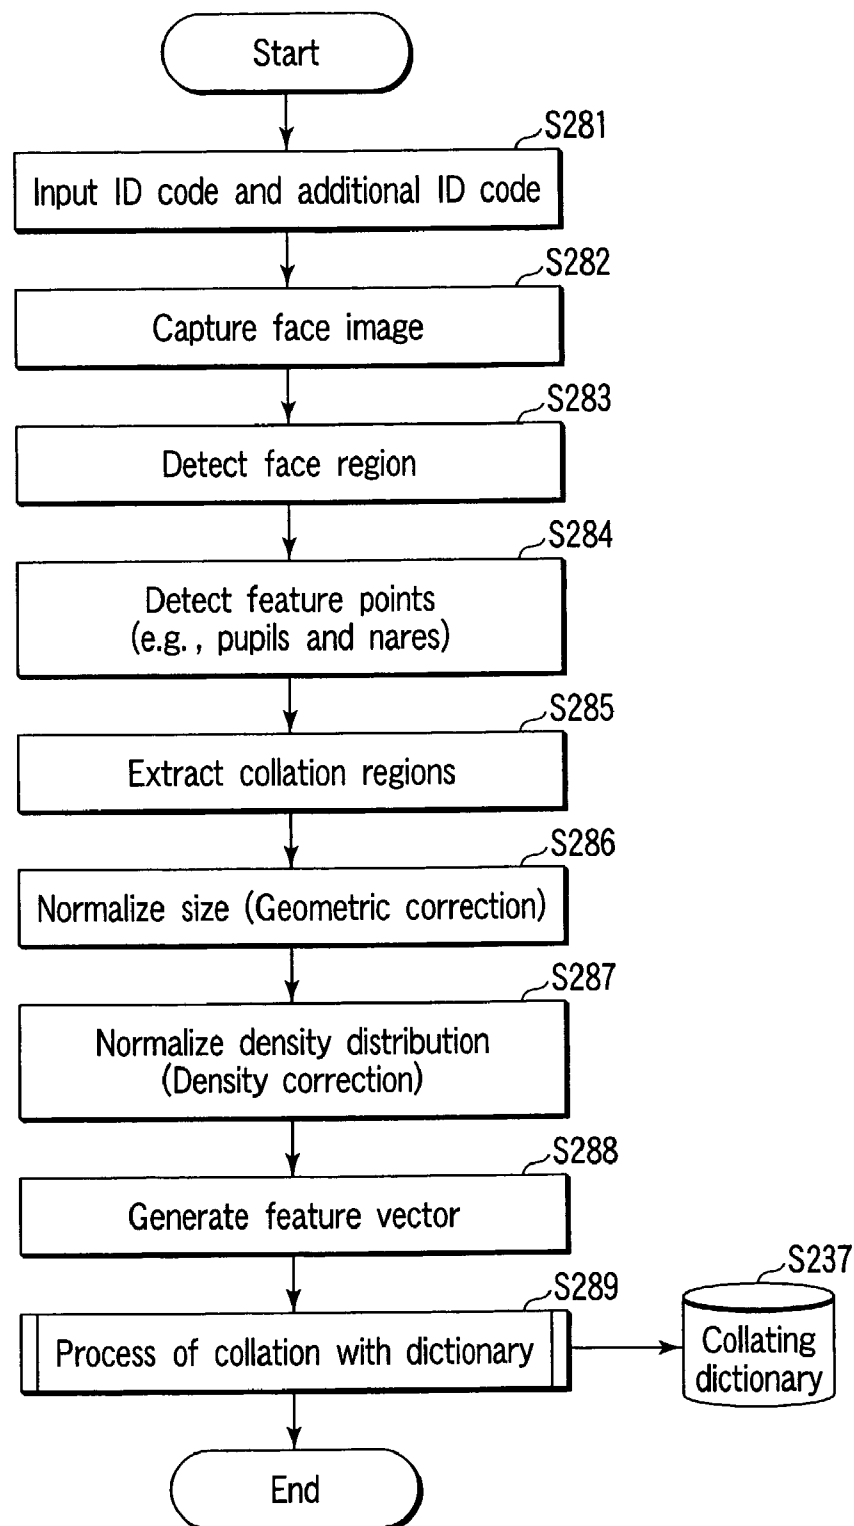 Start
S281
Input ID code and additional ID code
S282
Capture face image
S283
Detect face region
S284
Detect feature points
(e.g., pupils and nares)
S285
Extract collation regions
S286
Normalize size (Geometric correction)
S287
Normalize density distribution
(Density correction)
S288
Generate feature vector
S289
Process of collation with dictionary
S237
Collating
dictionary
End